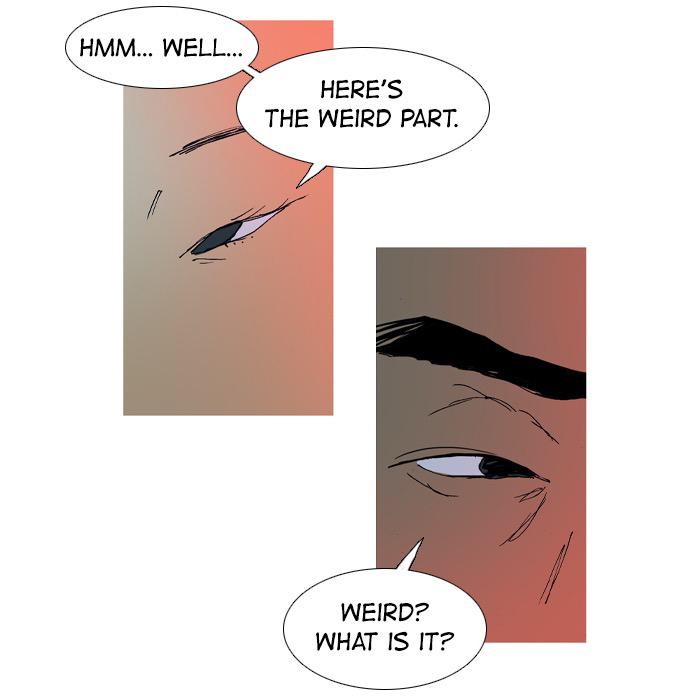 HMM... WELL...
HERE'S
THE WEIRD PART.
WEIRD?
WHAT IS IT?